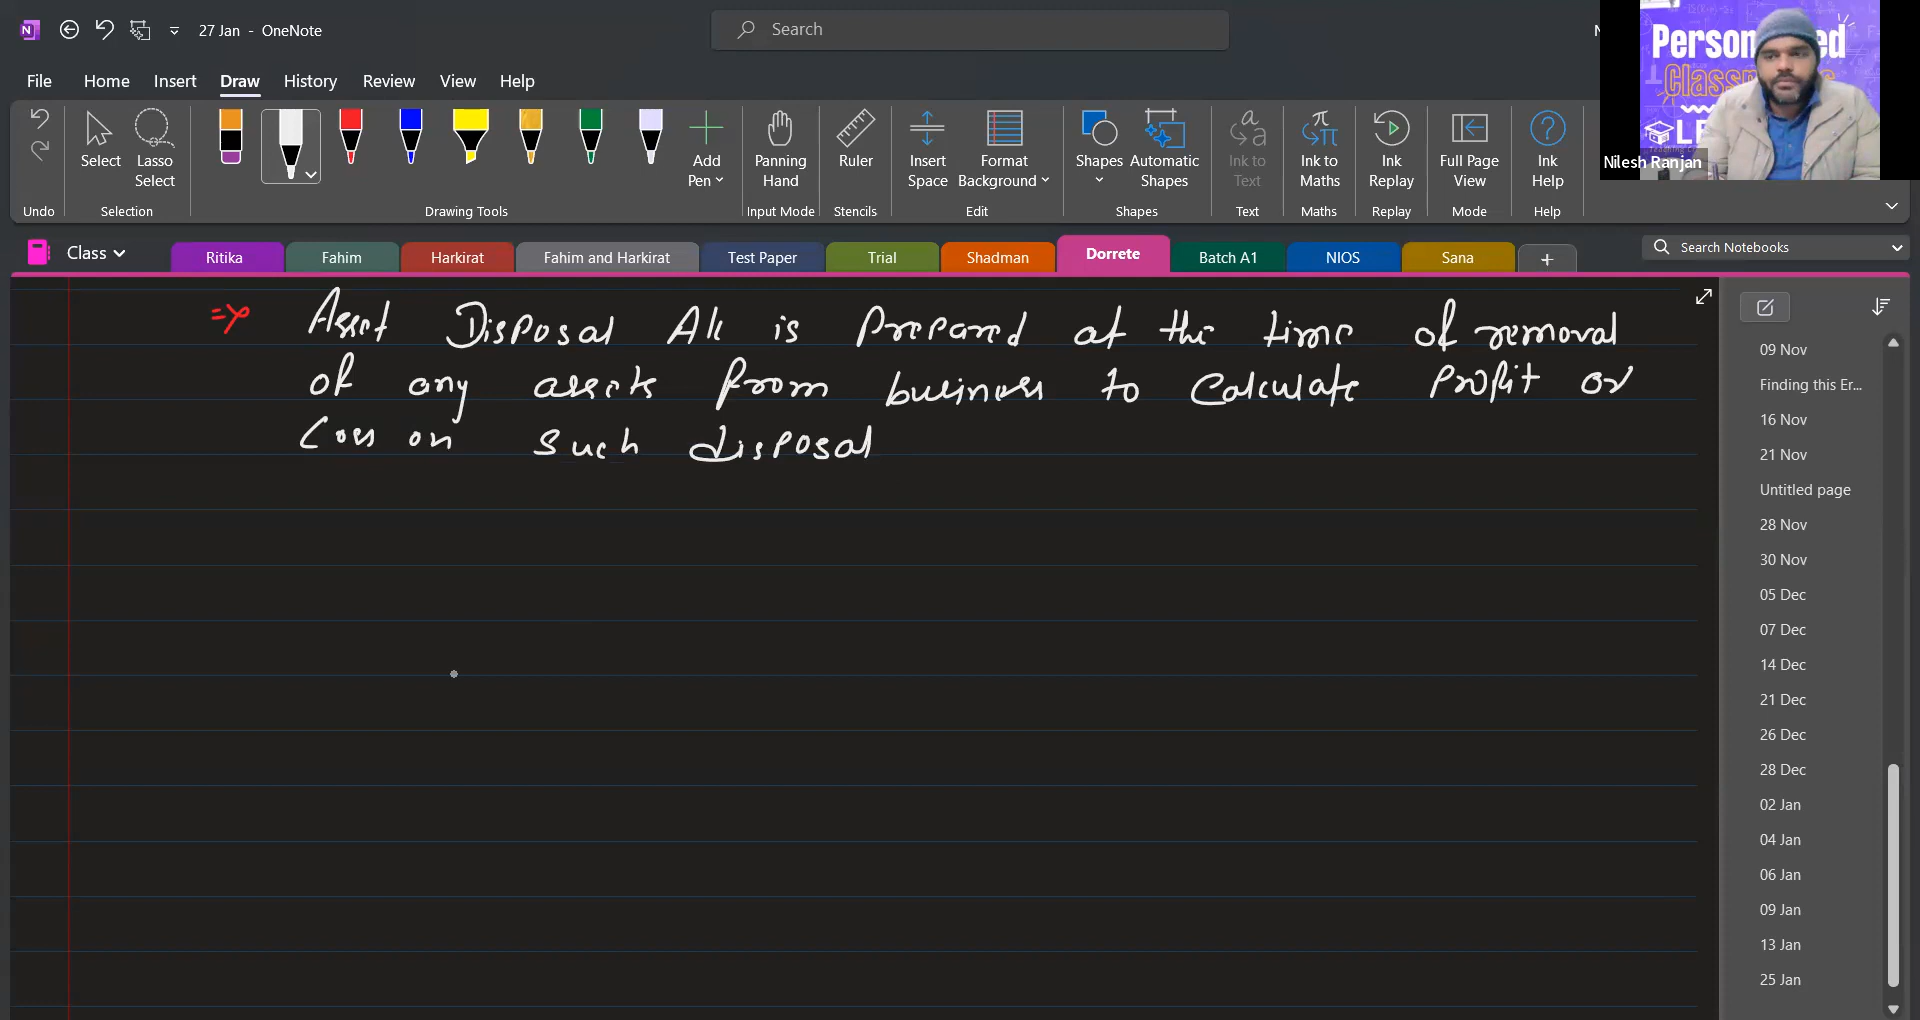 27 Jan - OneNote
Search
Person ed
Class
LE
Nilesh Ranjan
File Home Insert Draw History Review View Help
Select Lasso Select Add Pen Panning Hand Ruler Insert Space Format Background Shapes Automatic Shapes Ink to Text Ink to Maths Ink Replay Full Page View Ink Help
Undo Selection Drawing Tools Input Mode Stencils Edit Shapes Text Maths Replay Mode Help
Class Ritika Fahim Harkirat Fahim and Harkirat Test Paper Trial Shadman Dorrete Batch A1 NIOS Sana + Search Notebooks
=> Asset Disposal A/c is Prepared at the time of removal
of any assets from business to Calculate Profit or
Loss on such disposal
09 Nov
Finding this Er...
16 Nov
21 Nov
Untitled page
28 Nov
30 Nov
05 Dec
07 Dec
14 Dec
21 Dec
26 Dec
28 Dec
02 Jan
04 Jan
06 Jan
09 Jan
13 Jan
25 Jan